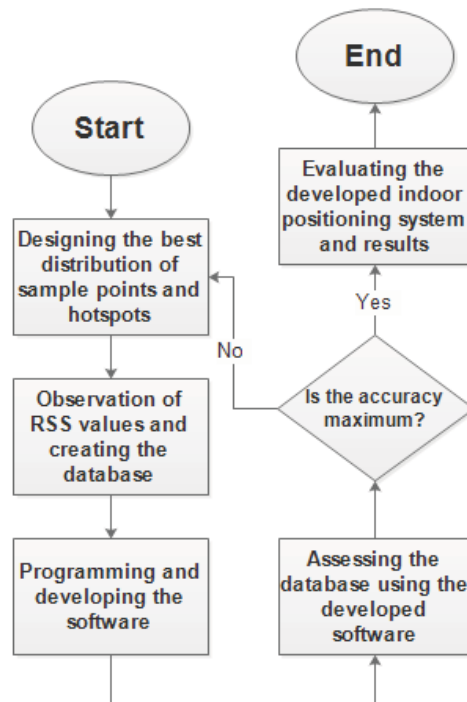 Start
Designing the best
distribution of
sample points and
hotspots
Observation of
RSS values and
creating the
database
Programming and
developing the
software
Assessing the
database using the
developed
software
Is the accuracy
maximum?
No
Yes
Evaluating the
developed indoor
positioning system
and results
End